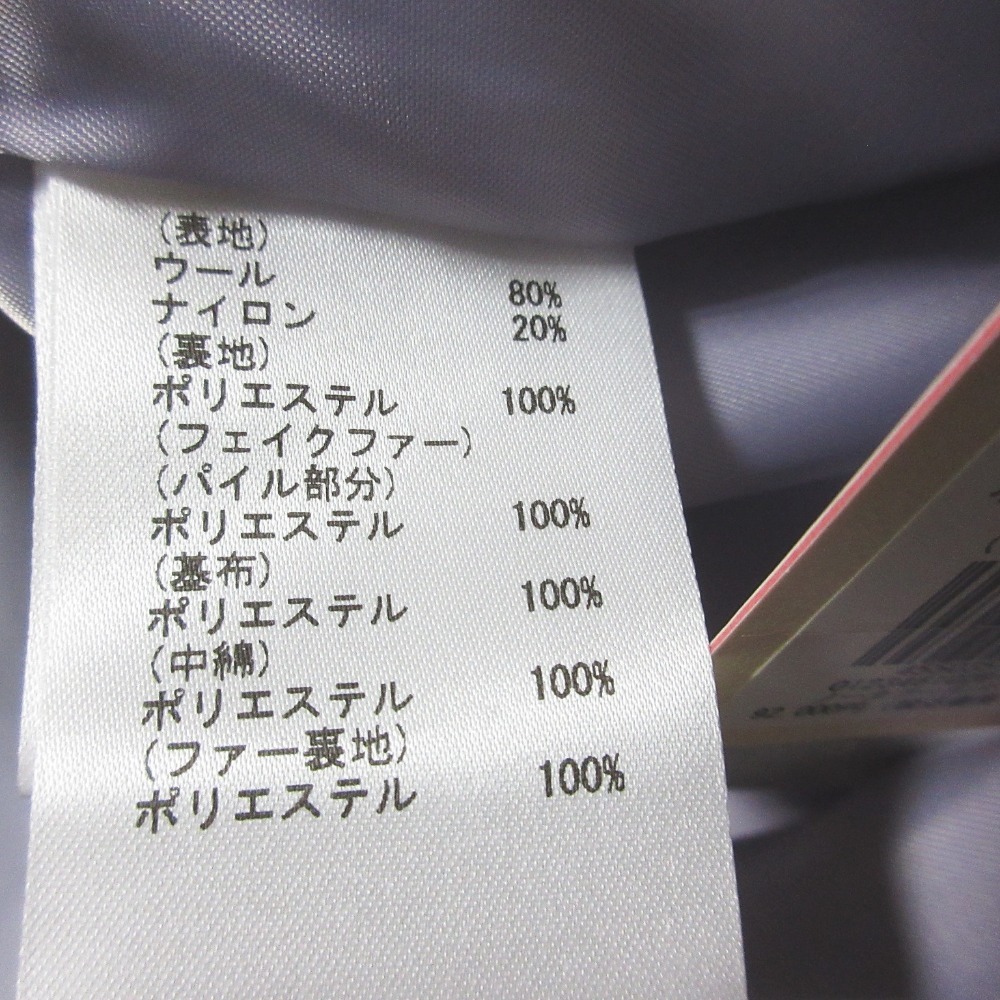 (表地)
ウール 80%
ナイロン 20%
(裏地)
ポリエステル 100%
(フェイクファー)
(パイル部分)
ポリエステル 100%
(基布)
ポリエステル 100%
(中綿)
ポリエステル 100%
(ファー裏地)
ポリエステル 100%